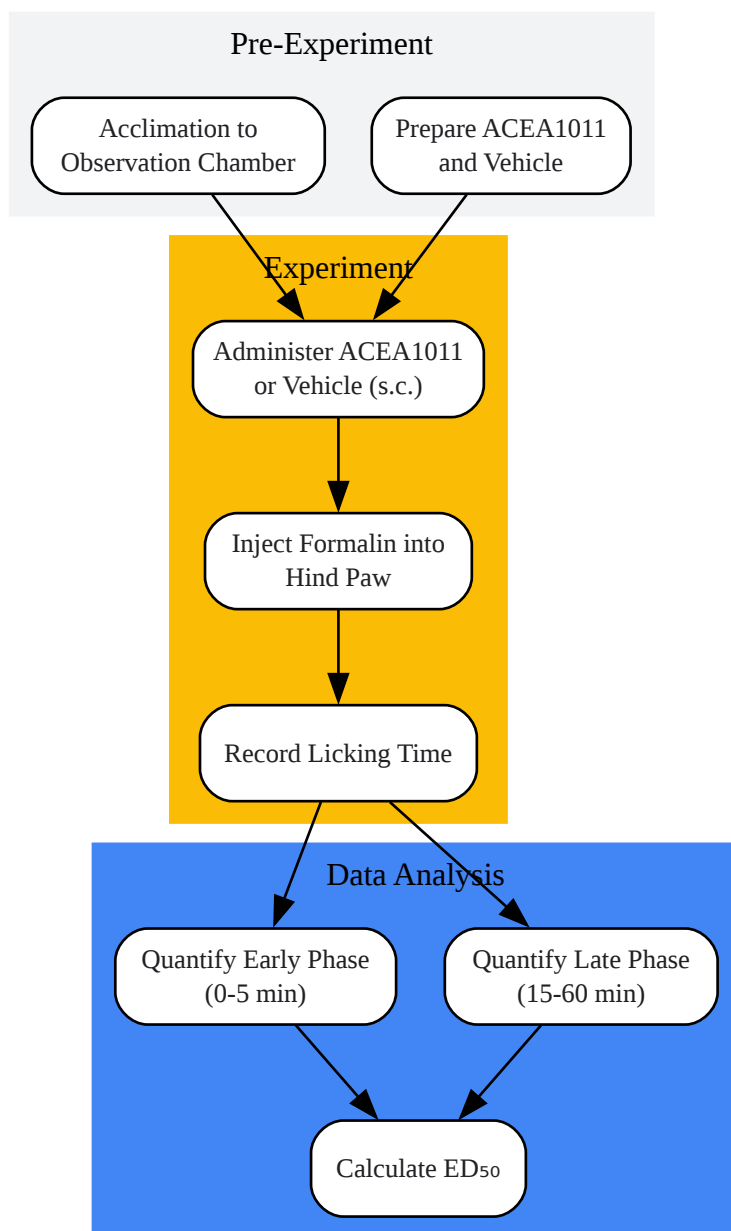 Pre-Experiment
Acclimation to
Observation Chamber
Prepare ACEA1011
and Vehicle
Experiment
Administer ACEA1011
or Vehicle (s.c.)
Inject Formalin into
Hind Paw
Record Licking Time
Data Analysis
Quantify Early Phase
(0-5 min)
Quantify Late Phase
(15-60 min)
Calculate ED₅₀